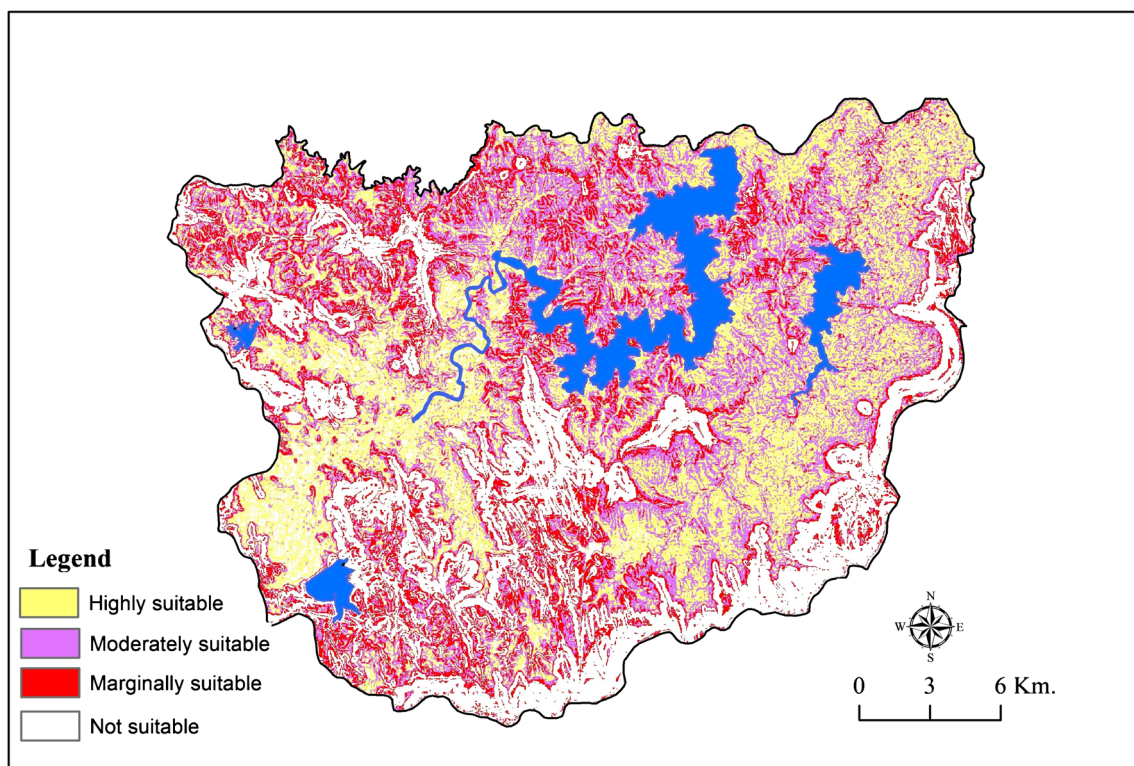 Legend
Highly suitable
Moderately suitable
Marginally suitable
Not suitable
N
W E
S
0 3 6 Km.